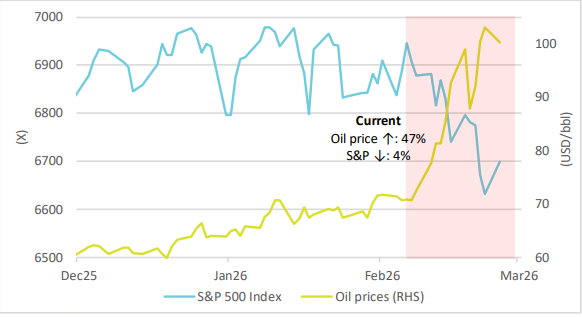 7000
6900
6800
6700
6600
6500
(X)
100
90
80
70
60
(USD/bbl)
Current
Oil price ↑: 47%
S&P ↓: 4%
Dec25
Jan26
Feb26
Mar26
S&P 500 Index
Oil prices (RHS)